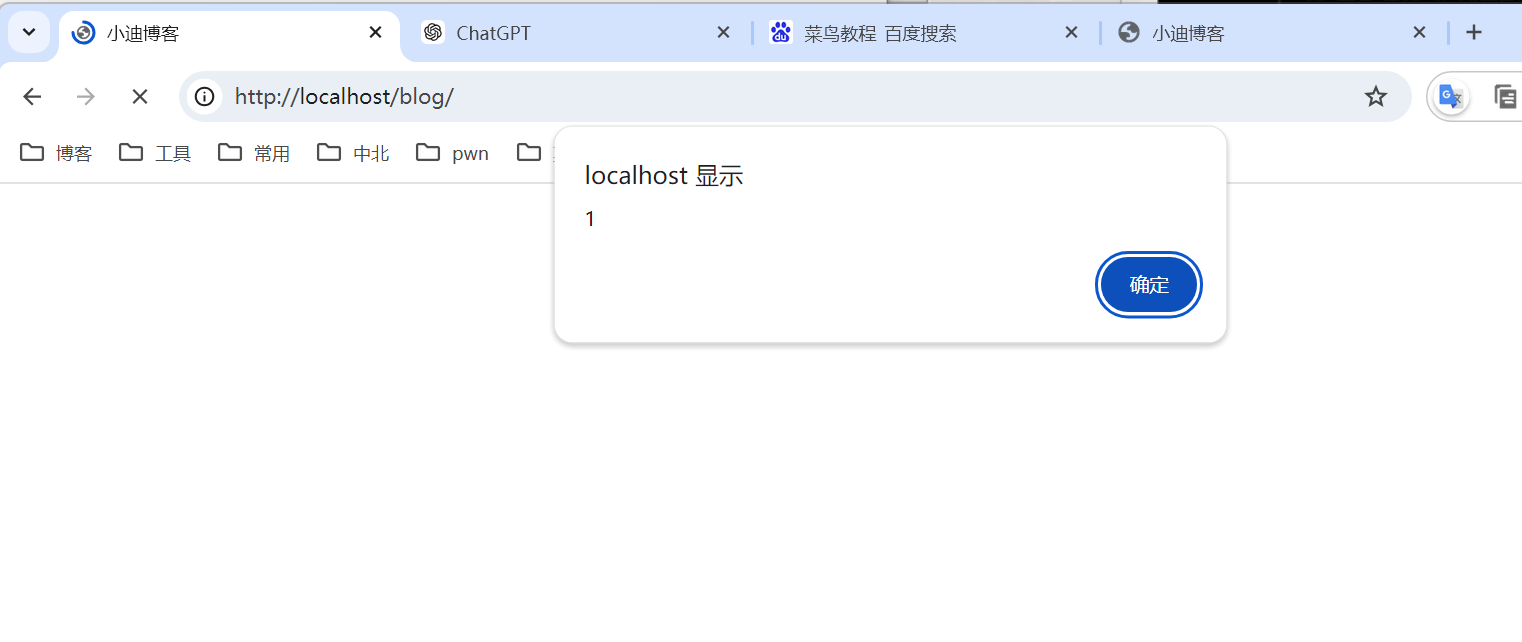 小迪博客 ChatGPT 菜鸟教程 百度搜索 小迪博客
http://localhost/blog/
博客 工具 常用 中北 pwn
localhost 显示
1
确定